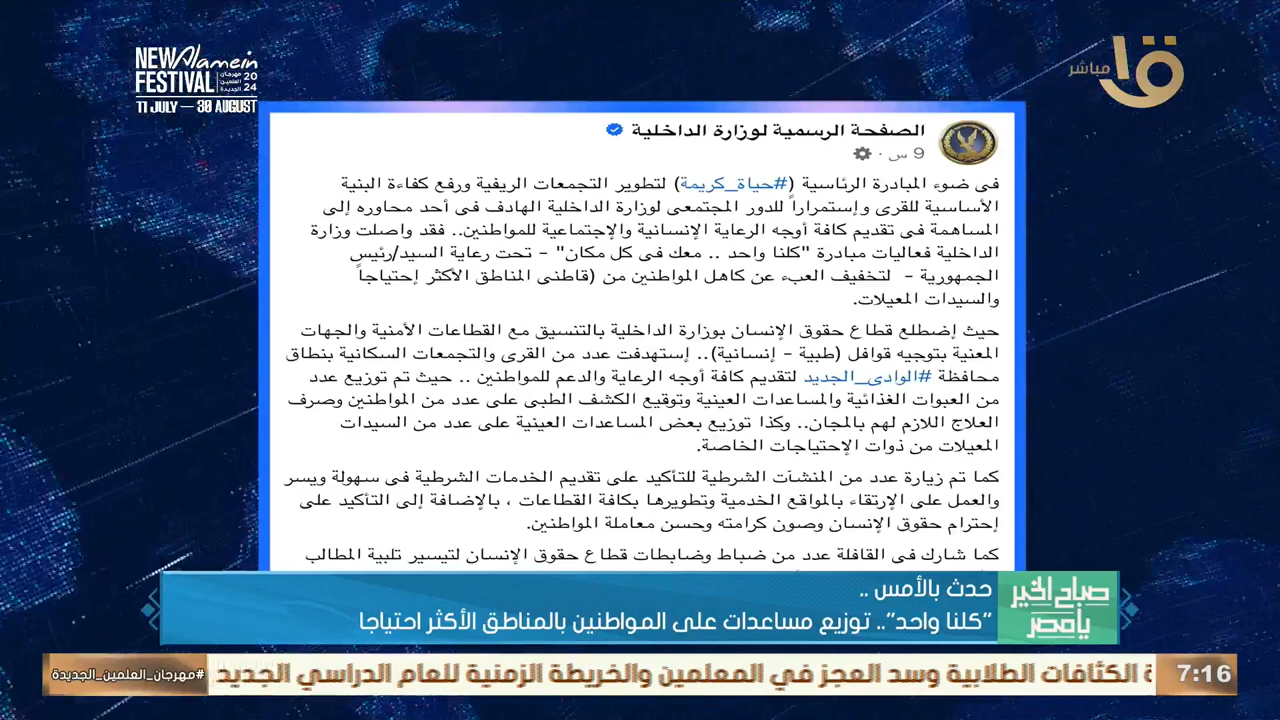 NEW Alamein
FESTIVAL مهرجان العلمين الجديدة 2024
11 JULY — 30 AUGUST
مباشر
الصفحة الرسمية لوزارة الداخلية
9 س ·
فى ضوء المبادرة الرئاسية (#حياة_كريمة) لتطوير التجمعات الريفية ورفع كفاءة البنية
الأساسية للقرى وإستمراراً للدور المجتمعى لوزارة الداخلية الهادف فى أحد محاوره إلى
المساهمة فى تقديم كافة أوجه الرعاية الإنسانية والإجتماعية للمواطنين.. فقد واصلت وزارة
الداخلية فعاليات مبادرة "كلنا واحد .. معك فى كل مكان" - تحت رعاية السيد/رئيس
الجمهورية - لتخفيف العبء عن كاهل المواطنين من (قاطنى المناطق الأكثر إحتياجاً
والسيدات المعيلات.
حيث إضطلع قطاع حقوق الإنسان بوزارة الداخلية بالتنسيق مع القطاعات الأمنية والجهات
المعنية بتوجيه قوافل (طبية - إنسانية).. إستهدفت عدد من القرى والتجمعات السكانية بنطاق
محافظة #الوادى_الجديد لتقديم كافة أوجه الرعاية والدعم للمواطنين .. حيث تم توزيع عدد
من العبوات الغذائية والمساعدات العينية وتوقيع الكشف الطبى على عدد من المواطنين وصرف
العلاج اللازم لهم بالمجان.. وكذا توزيع بعض المساعدات العينية على عدد من السيدات
المعيلات من ذوات الإحتياجات الخاصة.
كما تم زيارة عدد من المنشآت الشرطية للتأكيد على تقديم الخدمات الشرطية فى سهولة ويسر
والعمل على الإرتقاء بالمواقع الخدمية وتطويرها بكافة القطاعات ، بالإضافة إلى التأكيد على
إحترام حقوق الإنسان وصون كرامته وحسن معاملة المواطنين.
كما شارك فى القافلة عدد من ضباط وضابطات قطاع حقوق الإنسان لتيسير تلبية المطالب
صباح الخير
يا مصر
حدث بالأمس ..
"كلنا واحد".. توزيع مساعدات على المواطنين بالمناطق الأكثر احتياجا
7:16
الكثافات الطلابية وسد العجز في المعلمين والخريطة الزمنية للعام الدراسي الجديد
#مهرجان_العلمين_الجديدة